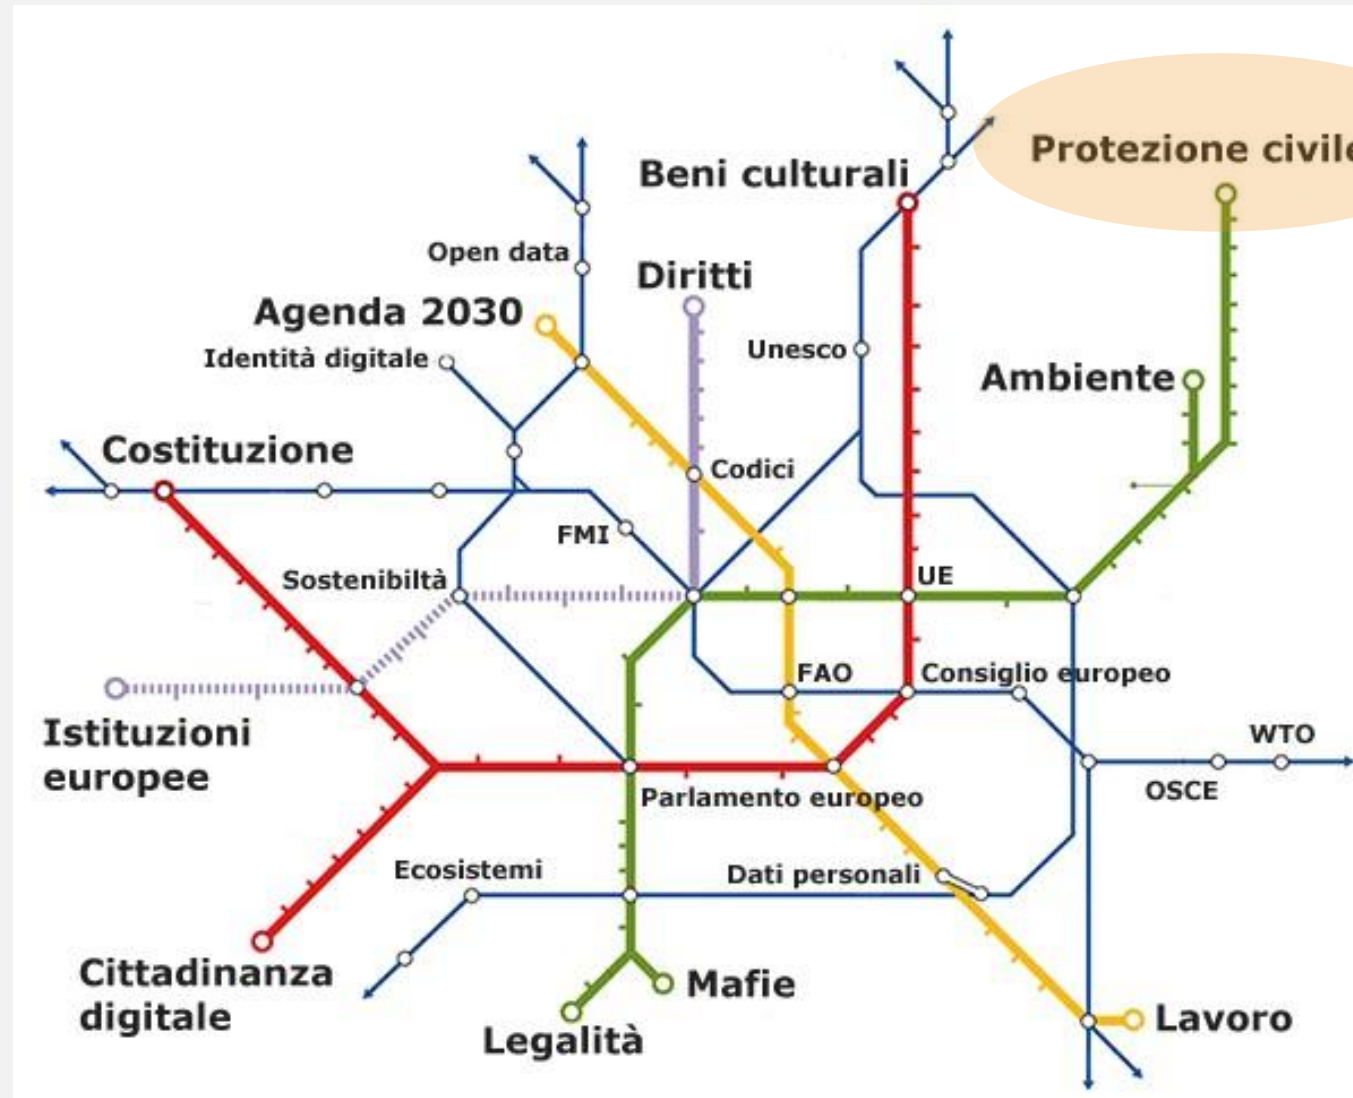 Protezione civile
Beni culturali
Open data
Diritti
Agenda 2030
Identità digitale
Unesco
Ambiente
Costituzione
Codici
FMI
Sostenibiltà
UE
FAO
Consiglio europeo
Istituzioni
europee
WTO
OSCE
Parlamento europeo
Ecosistemi
Dati personali
Cittadinanza
digitale
Mafie
Lavoro
Legalità